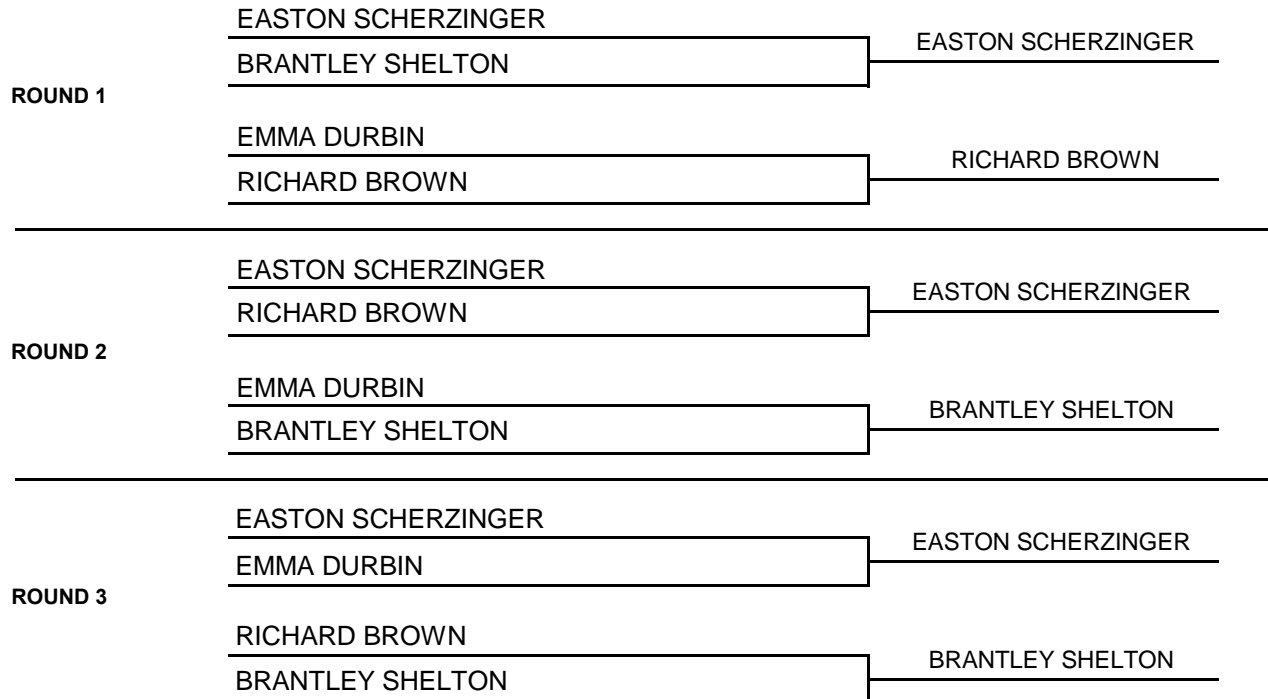 EASTON SCHERZINGER
EASTON SCHERZINGER
BRANTLEY SHELTON
ROUND 1
EMMA DURBIN
RICHARD BROWN
RICHARD BROWN
EASTON SCHERZINGER
EASTON SCHERZINGER
RICHARD BROWN
ROUND 2
EMMA DURBIN
BRANTLEY SHELTON
BRANTLEY SHELTON
EASTON SCHERZINGER
EASTON SCHERZINGER
EMMA DURBIN
ROUND 3
RICHARD BROWN
BRANTLEY SHELTON
BRANTLEY SHELTON